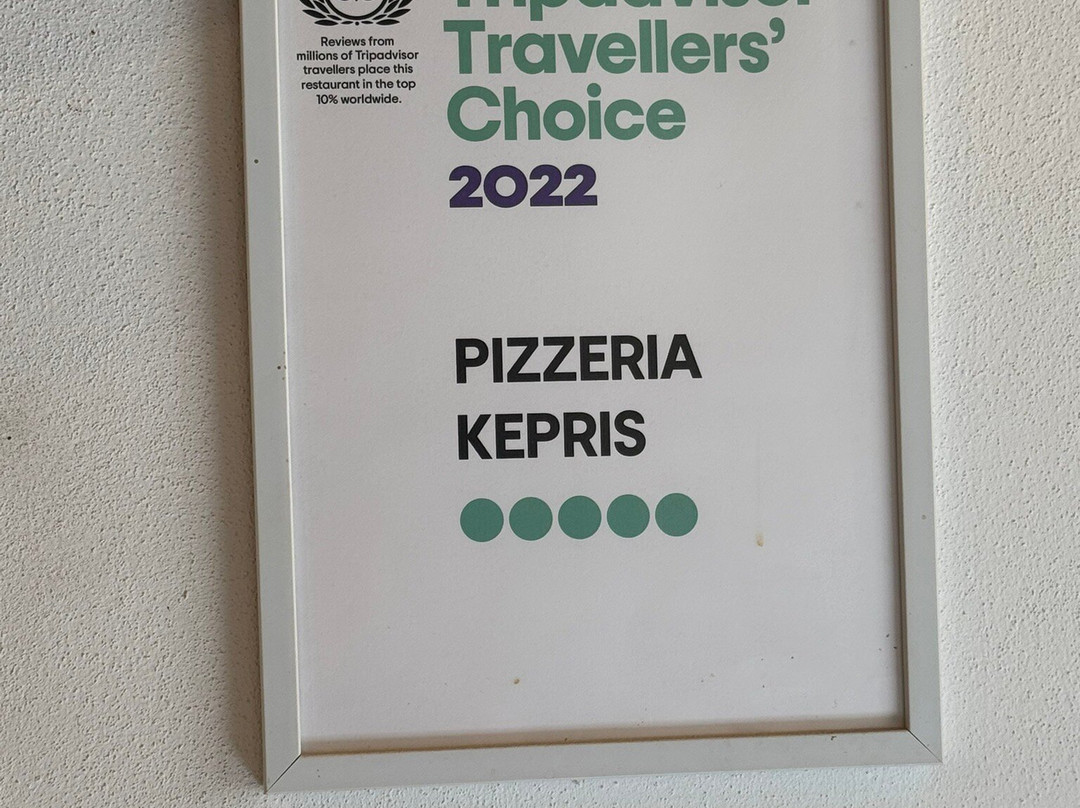 Reviews from
millions of Tripadvisor
travellers place this
restaurant in the top
10% worldwide.
Tripadvisor
Travellers’
Choice
2022
PIZZERIA
KEPRIS